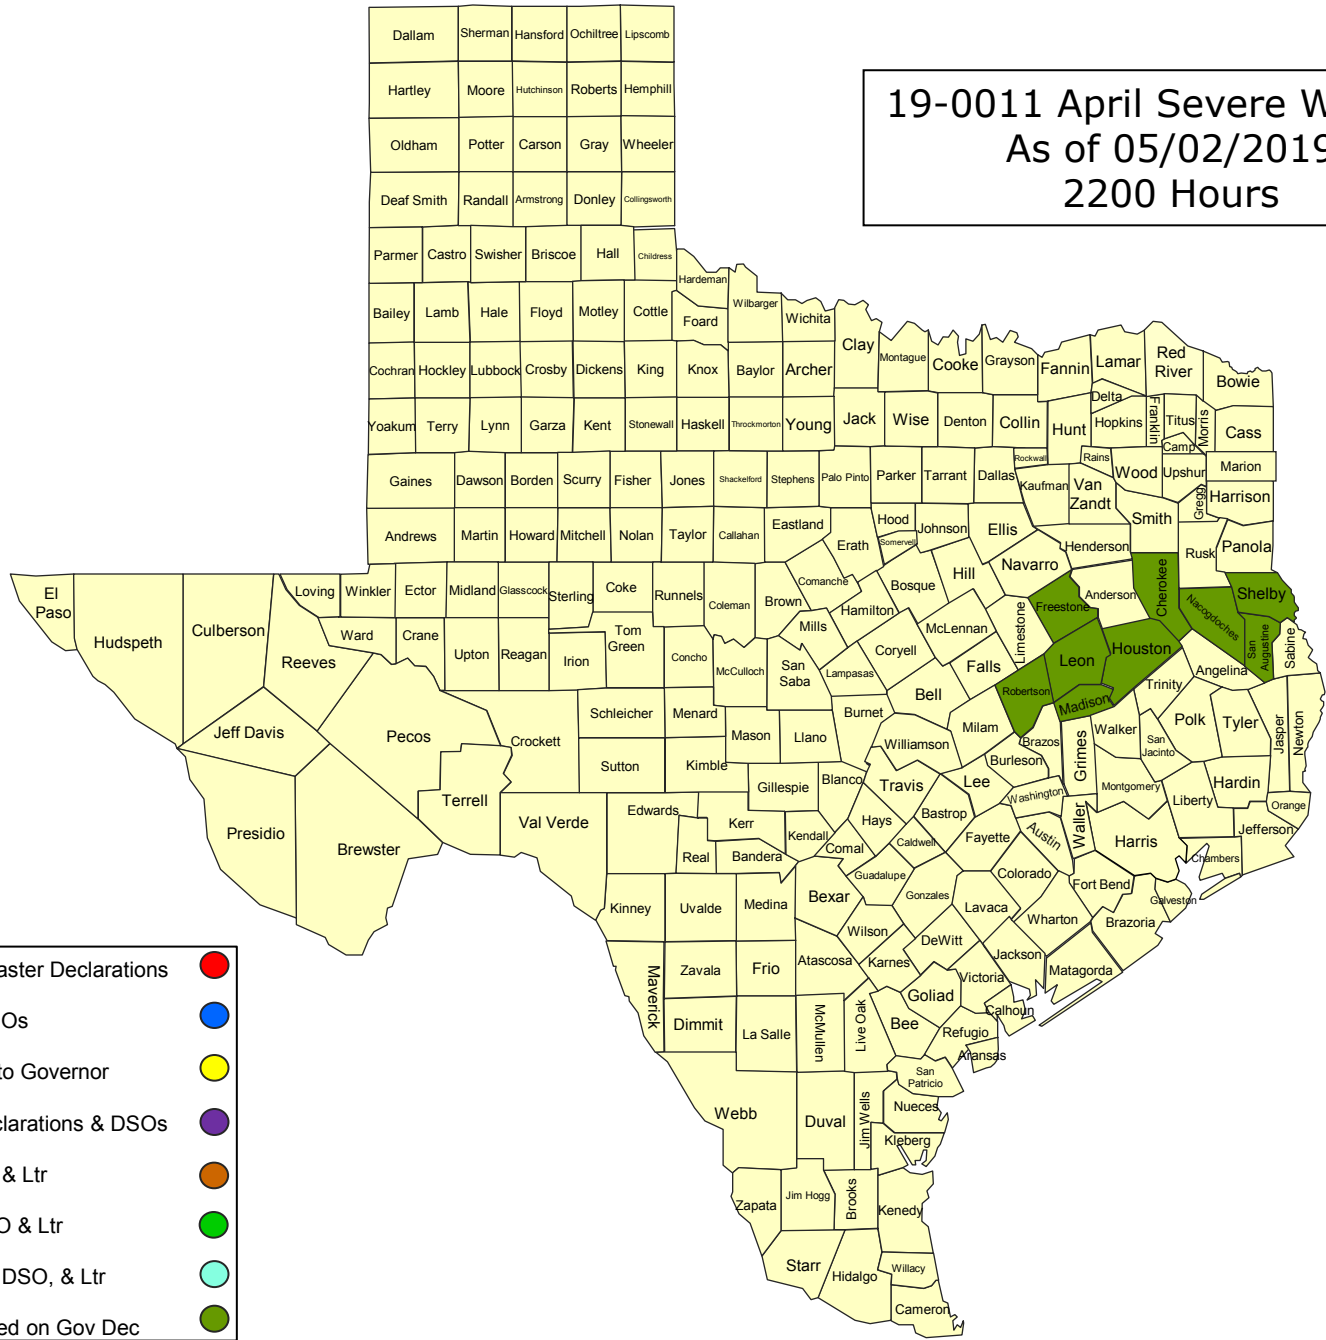 19-0011 April Severe W
As of 05/02/2019
2200 Hours
Dallam Sherman Hansford Ochiltree Lipscomb
Hartley Moore Hutchinson Roberts Hemphill
Oldham Potter Carson Gray Wheeler
Deaf Smith Randall Armstrong Donley Collingsworth
Parmer Castro Swisher Briscoe Hall Childress
Hardeman
Bailey Lamb Hale Floyd Motley Cottle Foard Wilbarger Wichita
Clay Montague Cooke Grayson Fannin Lamar Red
River Bowie
Cochran Hockley Lubbock Crosby Dickens King Knox Baylor Archer
Delta
Yoakum Terry Lynn Garza Kent Stonewall Haskell Throckmorton Young Jack Wise Denton Collin Hunt Hopkins Franklin Titus Morris Cass
Camp
Rockwall Rains Wood Upshur Marion
Gaines Dawson Borden Scurry Fisher Jones Shackelford Stephens Palo Pinto Parker Tarrant Dallas Kaufman Van
Zandt Gregg Harrison
Andrews Martin Howard Mitchell Nolan Taylor Callahan Eastland Erath Hood Somervell Johnson Ellis Henderson Smith Rusk Panola
El
Paso Hudspeth Culberson Loving Winkler Ector Midland Glasscock Sterling Coke Runnels Coleman Brown Comanche Hamilton Bosque Hill Navarro Freestone Anderson Cherokee Nacogdoches Shelby
Reeves Ward Crane Upton Reagan Irion Tom
Green Concho McCulloch San
Saba Mills Lampasas Coryell McLennan Limestone Falls Leon Houston Angelina San
Augustine Sabine
Jeff Davis Pecos Crockett Schleicher Menard Mason Llano Burnet Bell Milam Robertson Madison Trinity Walker San
Jacinto Polk Tyler Jasper Newton
Presidio Brewster Terrell Val Verde Sutton Kimble Gillespie Blanco Williamson Travis Lee Burleson Brazos Grimes Washington Montgomery Liberty Hardin Orange
Edwards Kerr Kendall Hays Comal Caldwell Bastrop Fayette Austin Waller Harris Jefferson Chambers
Real Bandera Guadalupe Gonzales Colorado Fort Bend Galveston
Kinney Uvalde Medina Bexar Wilson Lavaca Wharton Brazoria
Maverick Zavala Frio Atascosa Karnes DeWitt Jackson Matagorda
Dimmit La Salle McMullen Live Oak Bee Goliad Victoria Calhoun Refugio Aransas
San
Patricio
Webb Duval Jim Wells Nueces Kleberg
Zapata Jim Hogg Brooks Kenedy
Starr Hidalgo Willacy
Cameron
aster Declarations
Os
to Governor
clarations & DSOs
& Ltr
O & Ltr
DSO, & Ltr
ed on Gov Dec